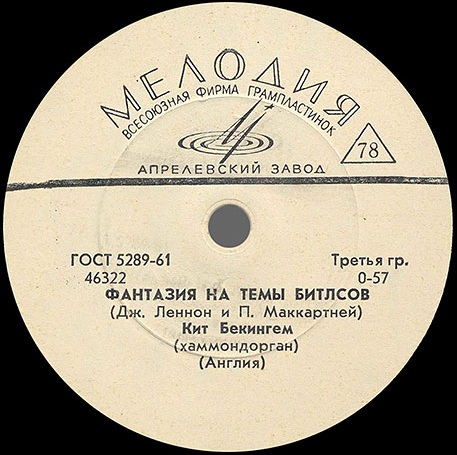 МЕЛОДИЯ
ВСЕСОЮЗНАЯ ФИРМА ГРАМПЛАСТИНОК
78
АПРЕЛЕВСКИЙ ЗАВОД
ГОСТ 5289-61 Третья гр.
46322 0-57
ФАНТАЗИЯ НА ТЕМЫ БИТЛСОВ
(Дж. Леннон и П. Маккартней)
Кит Бекингем
(хаммондорган)
(Англия)